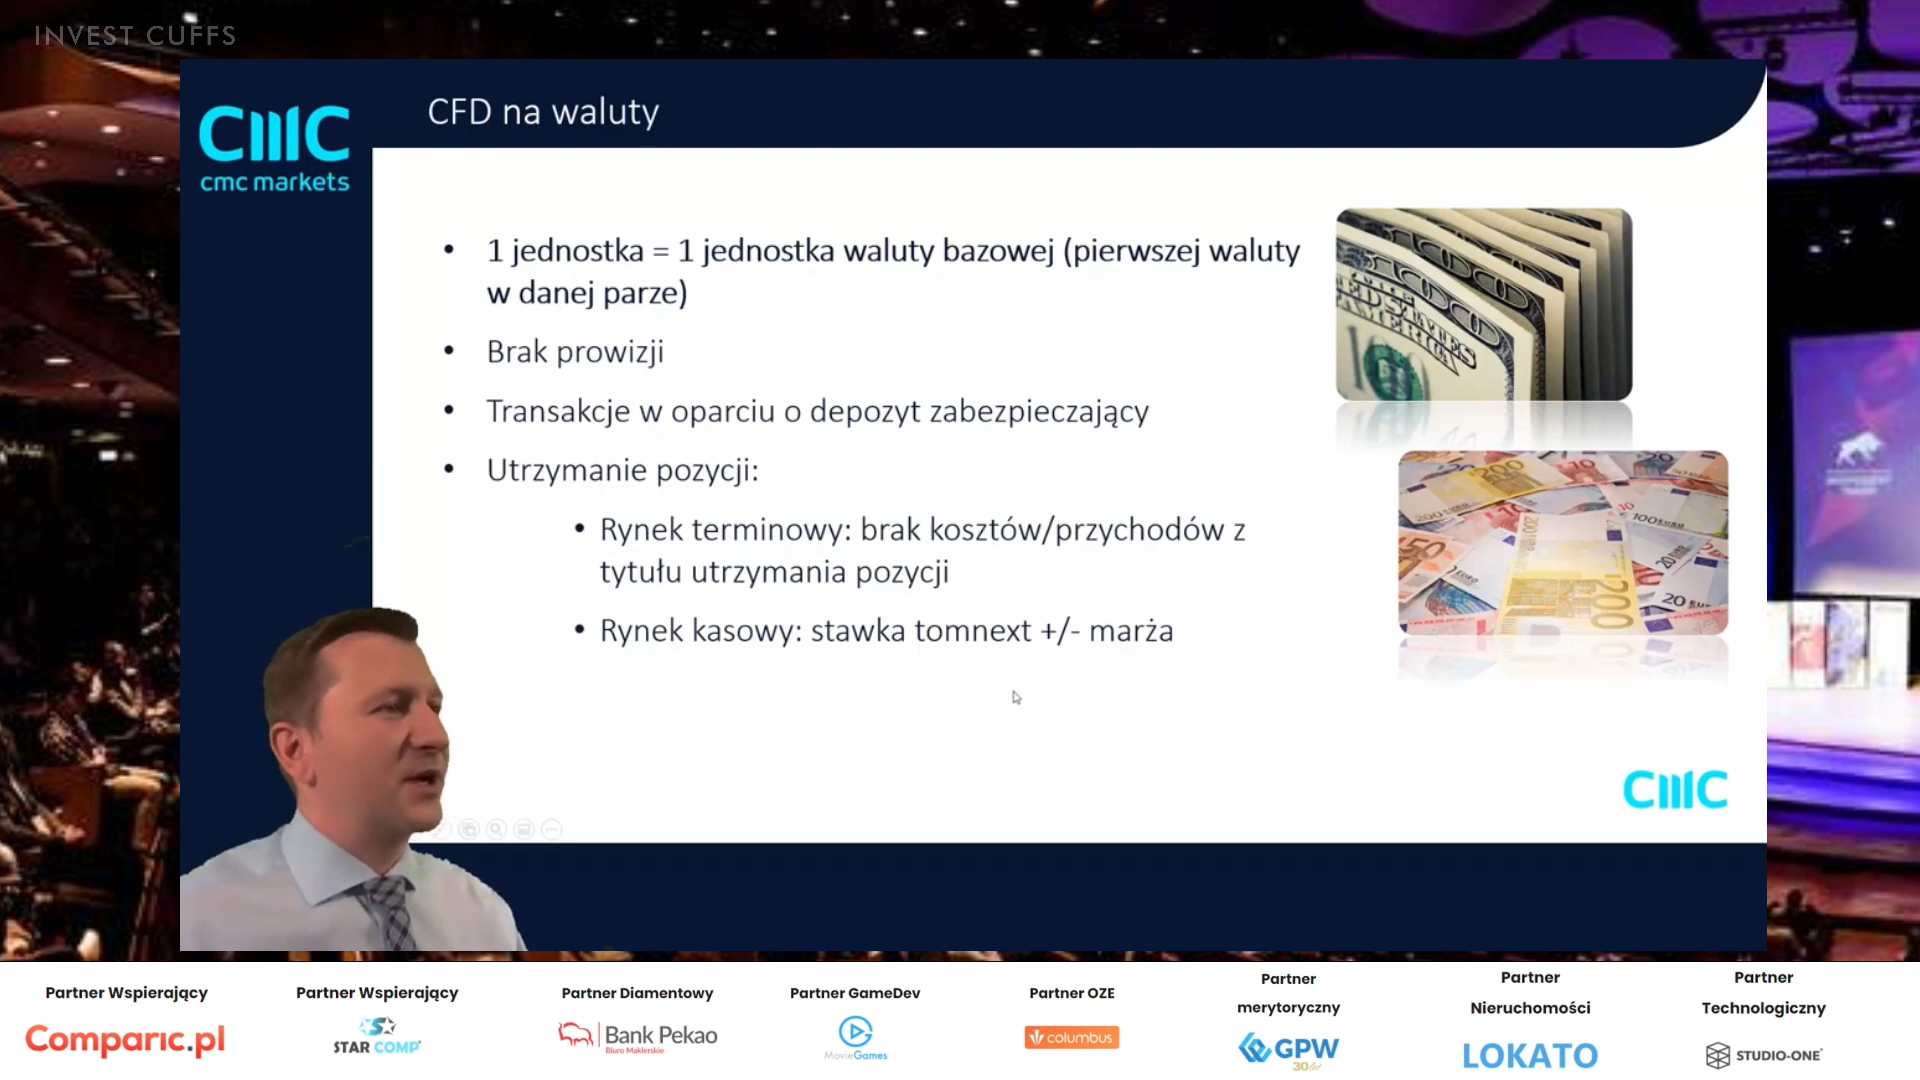 INVEST CUFFS
CMC
cmc markets
CFD na waluty
• 1 jednostka = 1 jednostka waluty bazowej (pierwszej waluty
w danej parze)
• Brak prowizji
• Transakcje w oparciu o depozyt zabezpieczający
• Utrzymanie pozycji:
• Rynek terminowy: brak kosztów/przychodów z
tytułu utrzymania pozycji
• Rynek kasowy: stawka tomnext +/- marża
CMC
Partner Wspierający
Comparic.pl
Partner Wspierający
STAR COMP
Partner Diamentowy
Bank Pekao
Biuro Maklerskie
Partner GameDev
MovieGames
Partner OZE
columbus
Partner
merytoryczny
GPW
30lat
Partner
Nieruchomości
LOKATO
Partner
Technologiczny
STUDIO-ONE